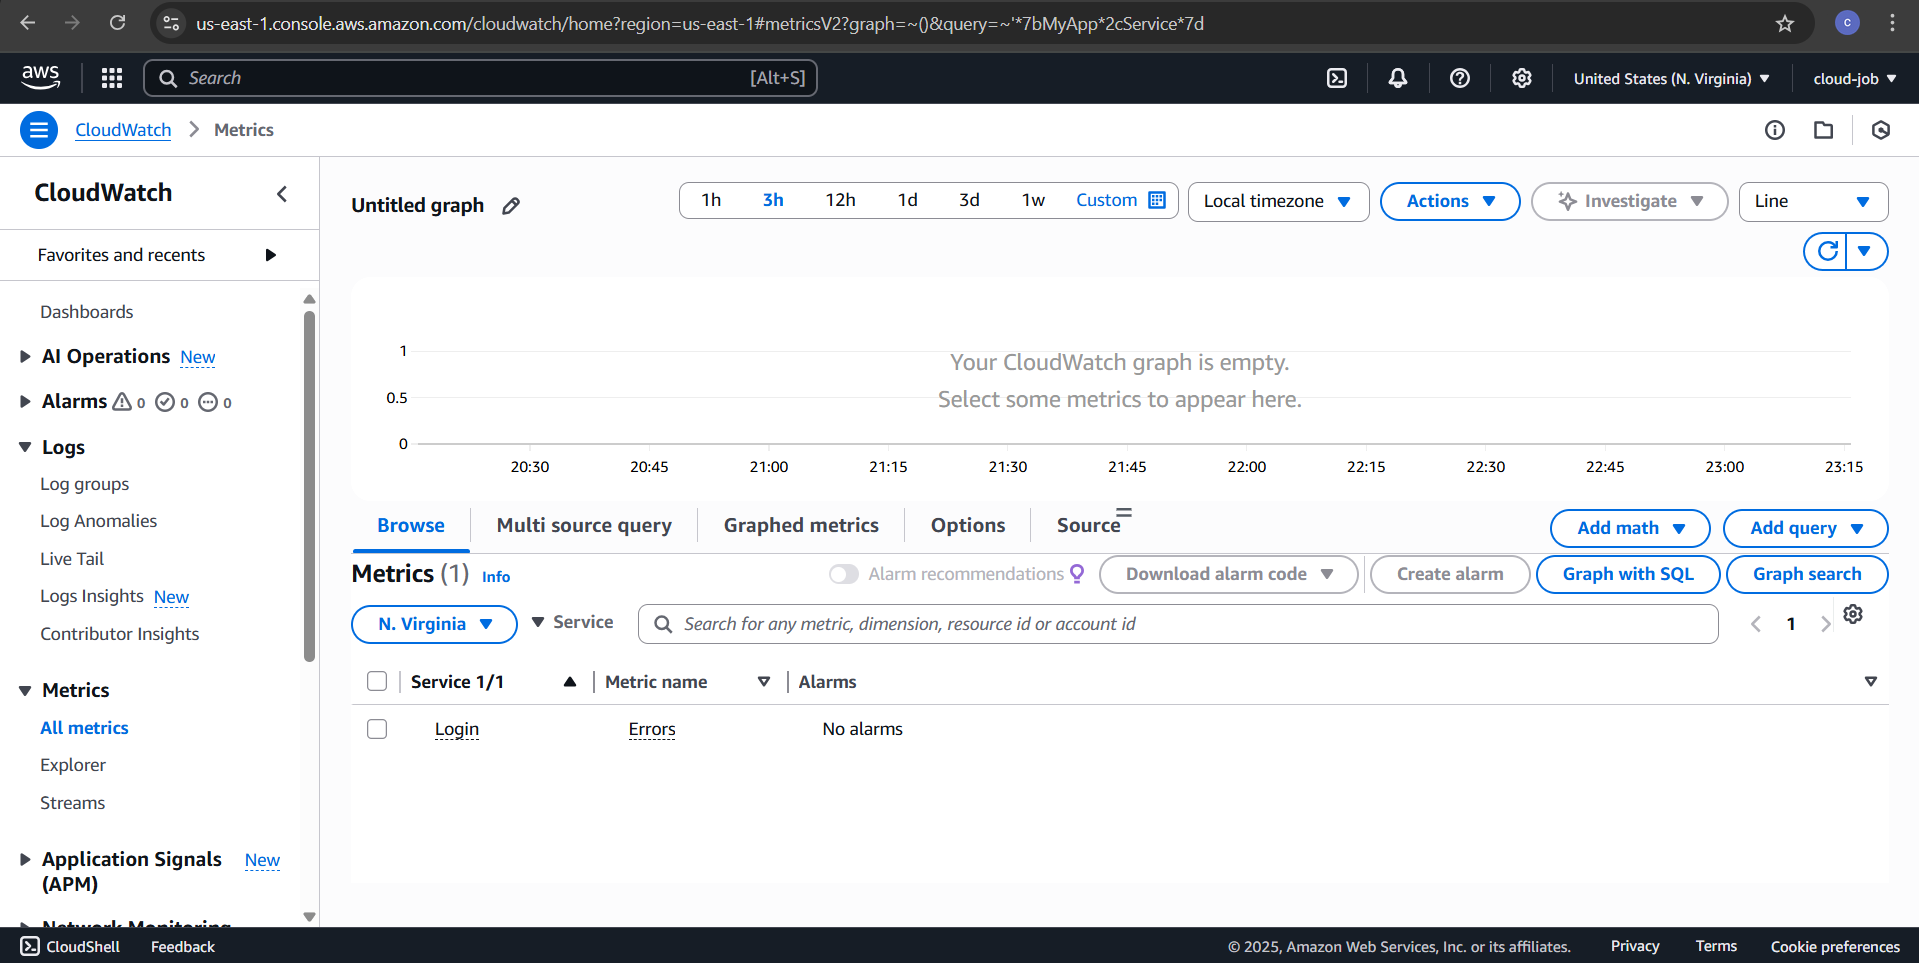 us-east-1.console.aws.amazon.com/cloudwatch/home?region=us-east-1#metricsV2?graph=~()&query=~'*7bMyApp*2cService*7d
C
aws
Search [Alt+S]
United States (N. Virginia)
cloud-job
CloudWatch
Metrics
CloudWatch
Favorites and recents
Dashboards
AI Operations New
Alarms 0 0 0
Logs
Log groups
Log Anomalies
Live Tail
Logs Insights New
Contributor Insights
Metrics
All metrics
Explorer
Streams
Application Signals New
(APM)
Network Monitoring
Untitled graph
1h 3h 12h 1d 3d 1w Custom
Local timezone
Actions
Investigate
Line
1
0.5
0
Your CloudWatch graph is empty.
Select some metrics to appear here.
20:30 20:45 21:00 21:15 21:30 21:45 22:00 22:15 22:30 22:45 23:00 23:15
Browse Multi source query Graphed metrics Options Source
Add math Add query
Metrics (1) Info
Alarm recommendations
Download alarm code
Create alarm
Graph with SQL
Graph search
N. Virginia
Service
Search for any metric, dimension, resource id or account id
1
Service 1/1 Metric name Alarms
Login Errors No alarms
CloudShell Feedback
© 2025, Amazon Web Services, Inc. or its affiliates. Privacy Terms Cookie preferences